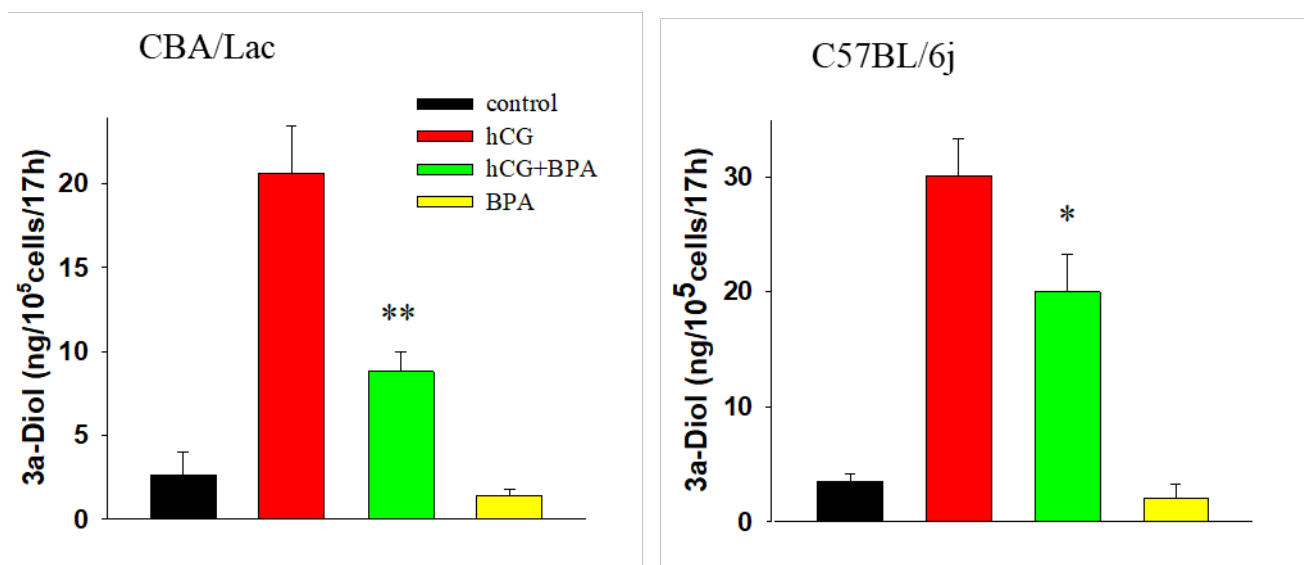 CBA/Lac
control
hCG
hCG+BPA
BPA
3a-Diol (ng/10⁵cells/17h)
20
15
10
5
0
**
C57BL/6j
3a-Diol (ng/10⁵cells/17h)
30
20
10
0
*